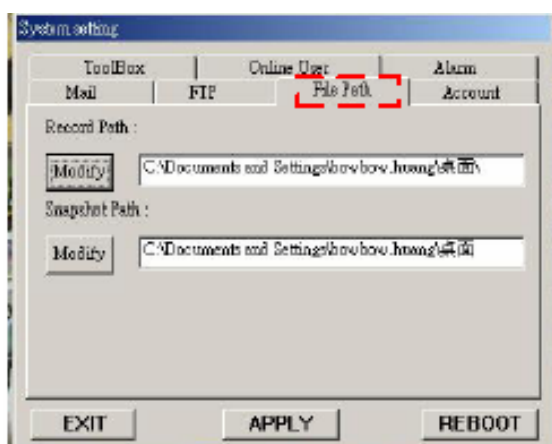 System setting
ToolBox Online User Alarm
Mail FTP File Path Account
Record Path :
Modify C:\Documents and Settings\bowbow.huang\桌面\
Snapshot Path :
Modify C:\Documents and Settings\bowbow.huang\桌面
EXIT APPLY REBOOT